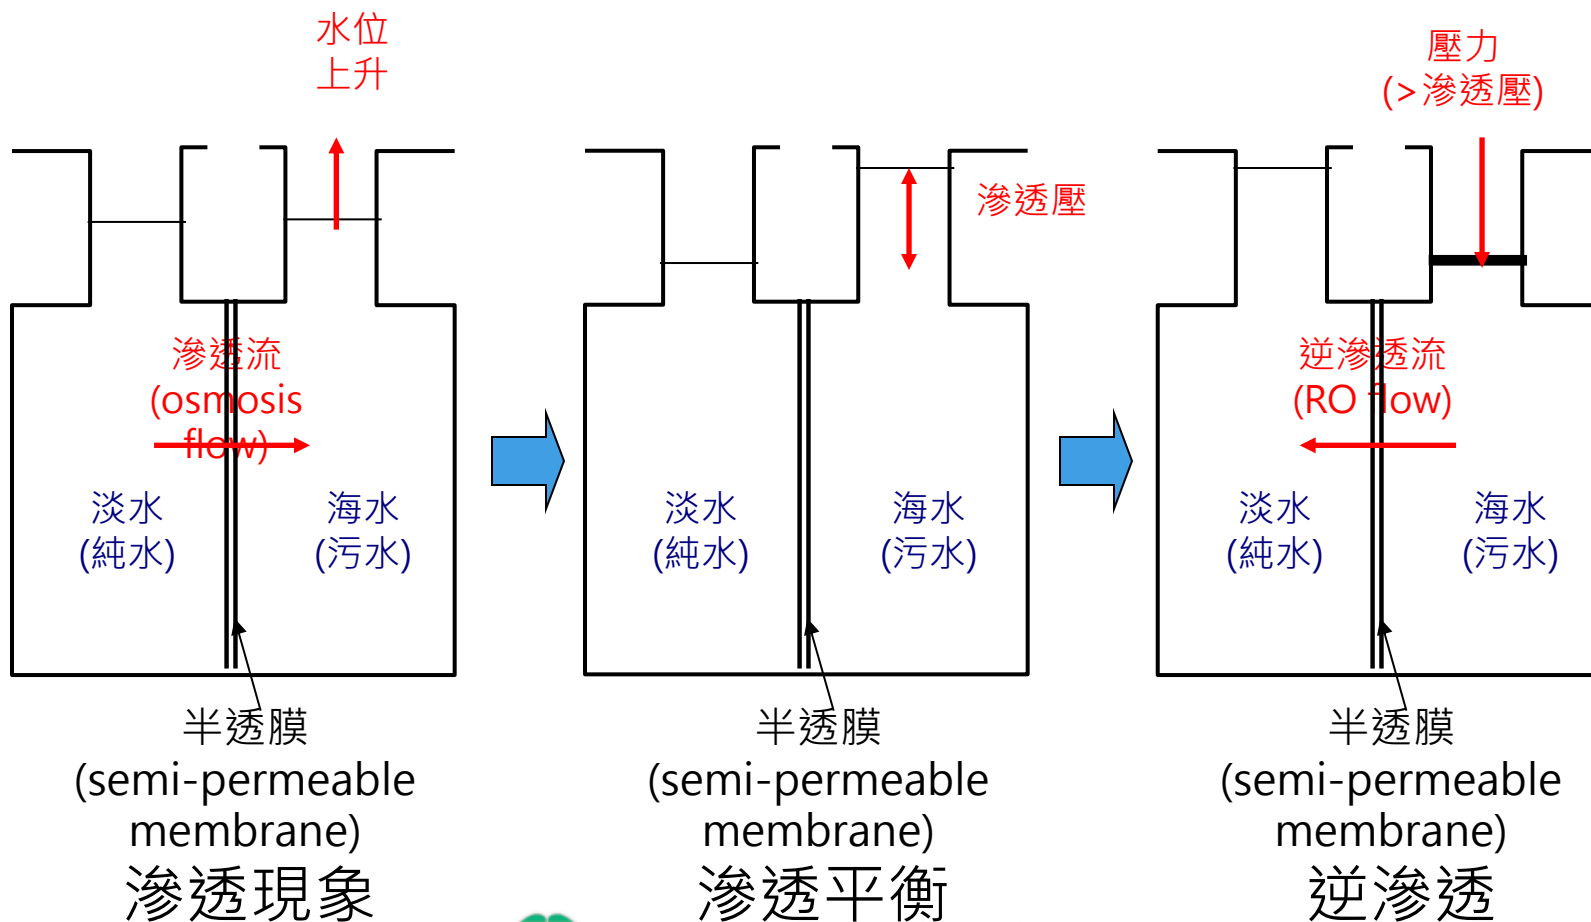 水位
上升
滲透流
(osmosis
flow)
淡水
(純水)
海水
(污水)
半透膜
(semi-permeable
membrane)
滲透現象
滲透壓
淡水
(純水)
海水
(污水)
半透膜
(semi-permeable
membrane)
滲透平衡
壓力
(>滲透壓)
逆滲透流
(RO flow)
淡水
(純水)
海水
(污水)
半透膜
(semi-permeable
membrane)
逆滲透